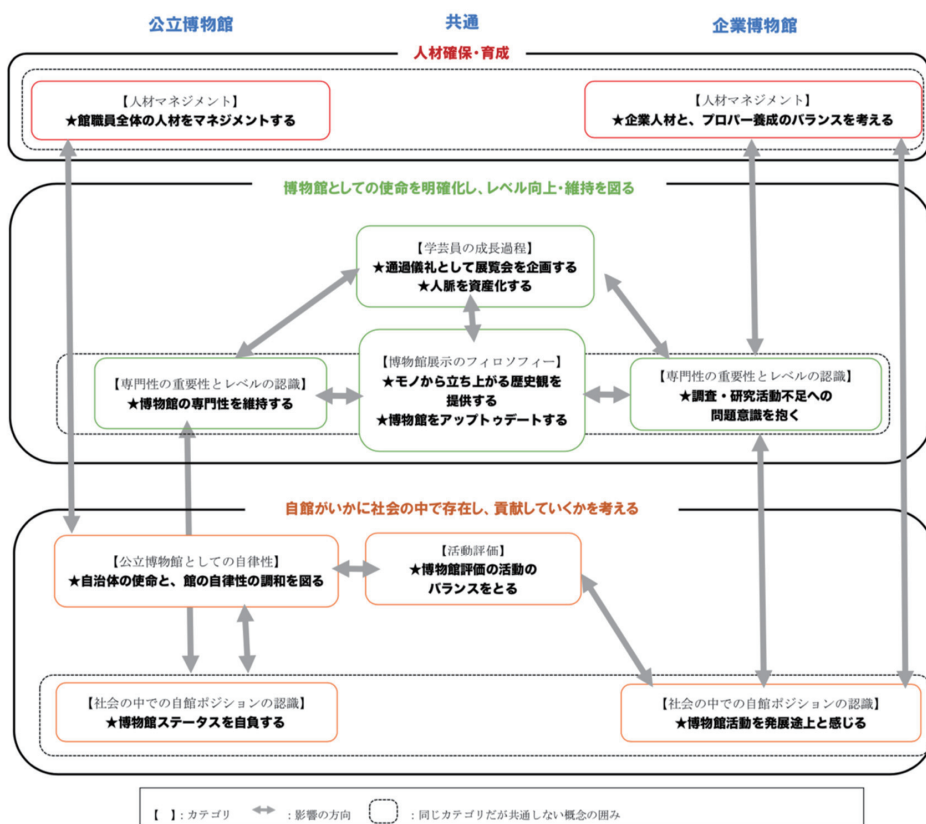 公立博物館
共通
企業博物館
人材確保・育成
【人材マネジメント】
★館職員全体の人材をマネジメントする
【人材マネジメント】
★企業人材と、プロパー養成のバランスを考える
博物館としての使命を明確化し、レベル向上・維持を図る
【学芸員の成長過程】
★通過儀礼として展覧会を企画する
★人脈を資産化する
【専門性の重要性とレベルの認識】
★博物館の専門性を維持する
【博物館展示のフィロソフィー】
★モノから立ち上がる歴史観を
提供する
★博物館をアップトゥデートする
【専門性の重要性とレベルの認識】
★調査・研究活動不足への
問題意識を抱く
自館がいかに社会の中で存在し、貢献していくかを考える
【公立博物館としての自律性】
★自治体の使命と、館の自律性の調和を図る
【活動評価】
★博物館評価の活動の
バランスをとる
【社会の中での自館ポジションの認識】
★博物館ステータスを自負する
【社会の中での自館ポジションの認識】
★博物館活動を発展途上と感じる
【 】: カテゴリ : 影響の方向 : 同じカテゴリだが共通しない概念の囲み